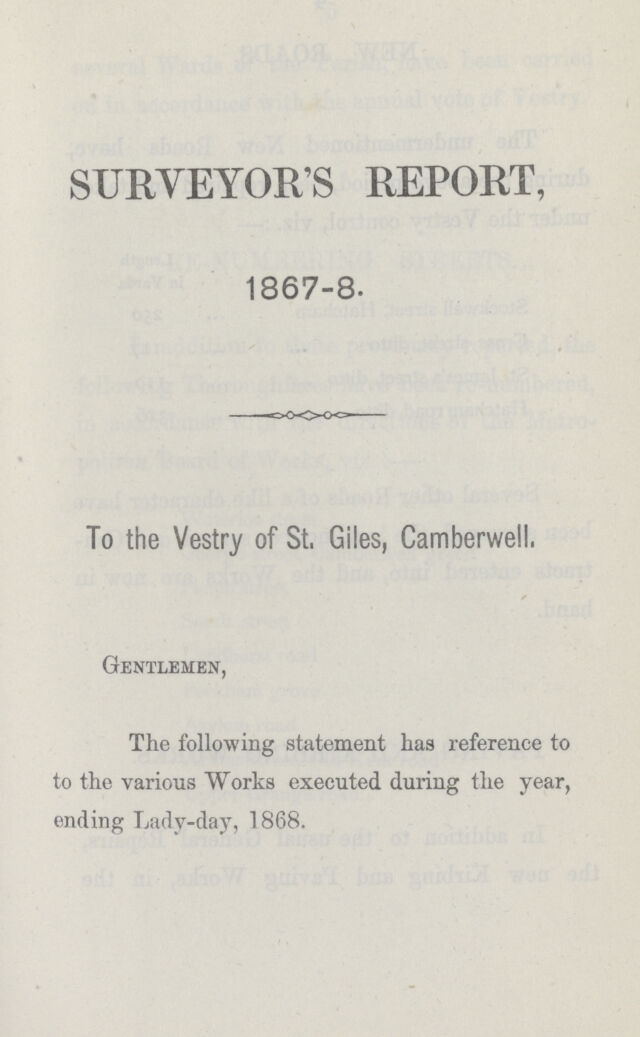 SURVEYOR'S REPORT,
1867-8.
To the Vestry of St. Giles, Camberwell.
GENTLEMEN,
The following statement has reference to
to the various Works executed during the year,
ending Lady-day, 1868.